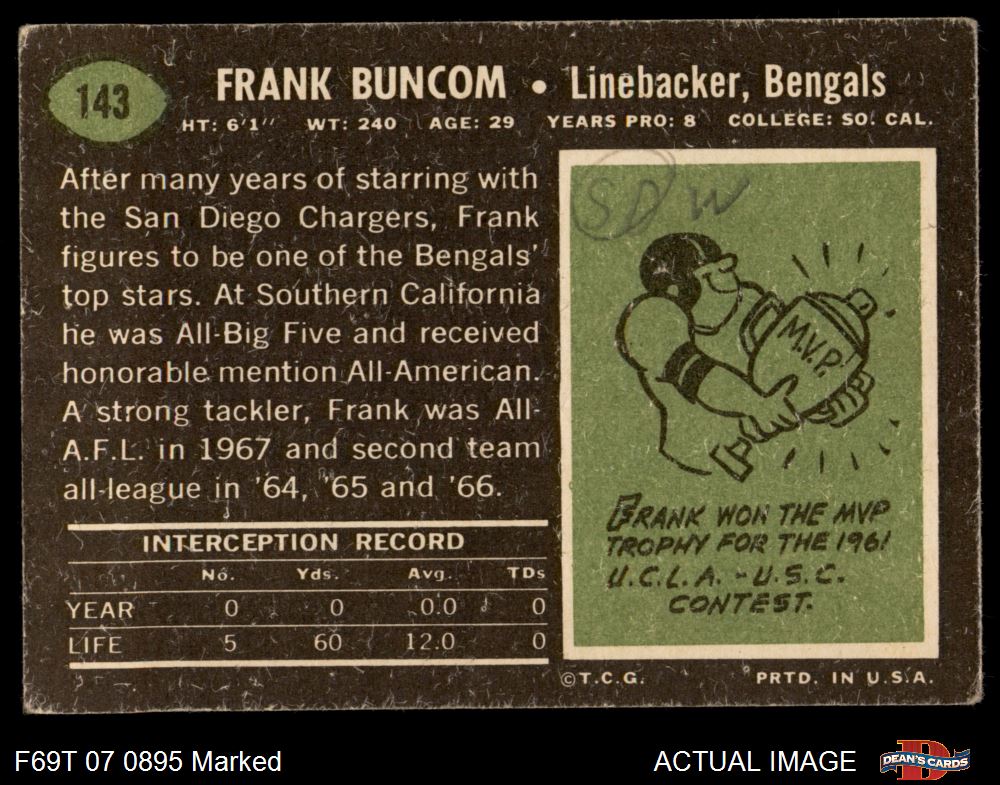 143
FRANK BUNCOM • Linebacker, Bengals
HT: 6'1" WT: 240 AGE: 29 YEARS PRO: 8 COLLEGE: SO. CAL.
After many years of starring with
the San Diego Chargers, Frank
figures to be one of the Bengals'
top stars. At Southern California
he was All-Big Five and received
honorable mention All-American.
A strong tackler, Frank was All-
A.F.L. in 1967 and second team
all-league in '64, '65 and '66.
INTERCEPTION RECORD
No. Yds. Avg. TDs
YEAR 0 0 0.0 0
LIFE 5 60 12.0 0
SD W
M.V.P.
FRANK WON THE MVP
TROPHY FOR THE 1961
U.C.L.A. - U.S.C.
CONTEST.
©T.C.G. PRTD. IN U.S.A.
F69T 07 0895 Marked
ACTUAL IMAGE
D
DEAN'S CARDS